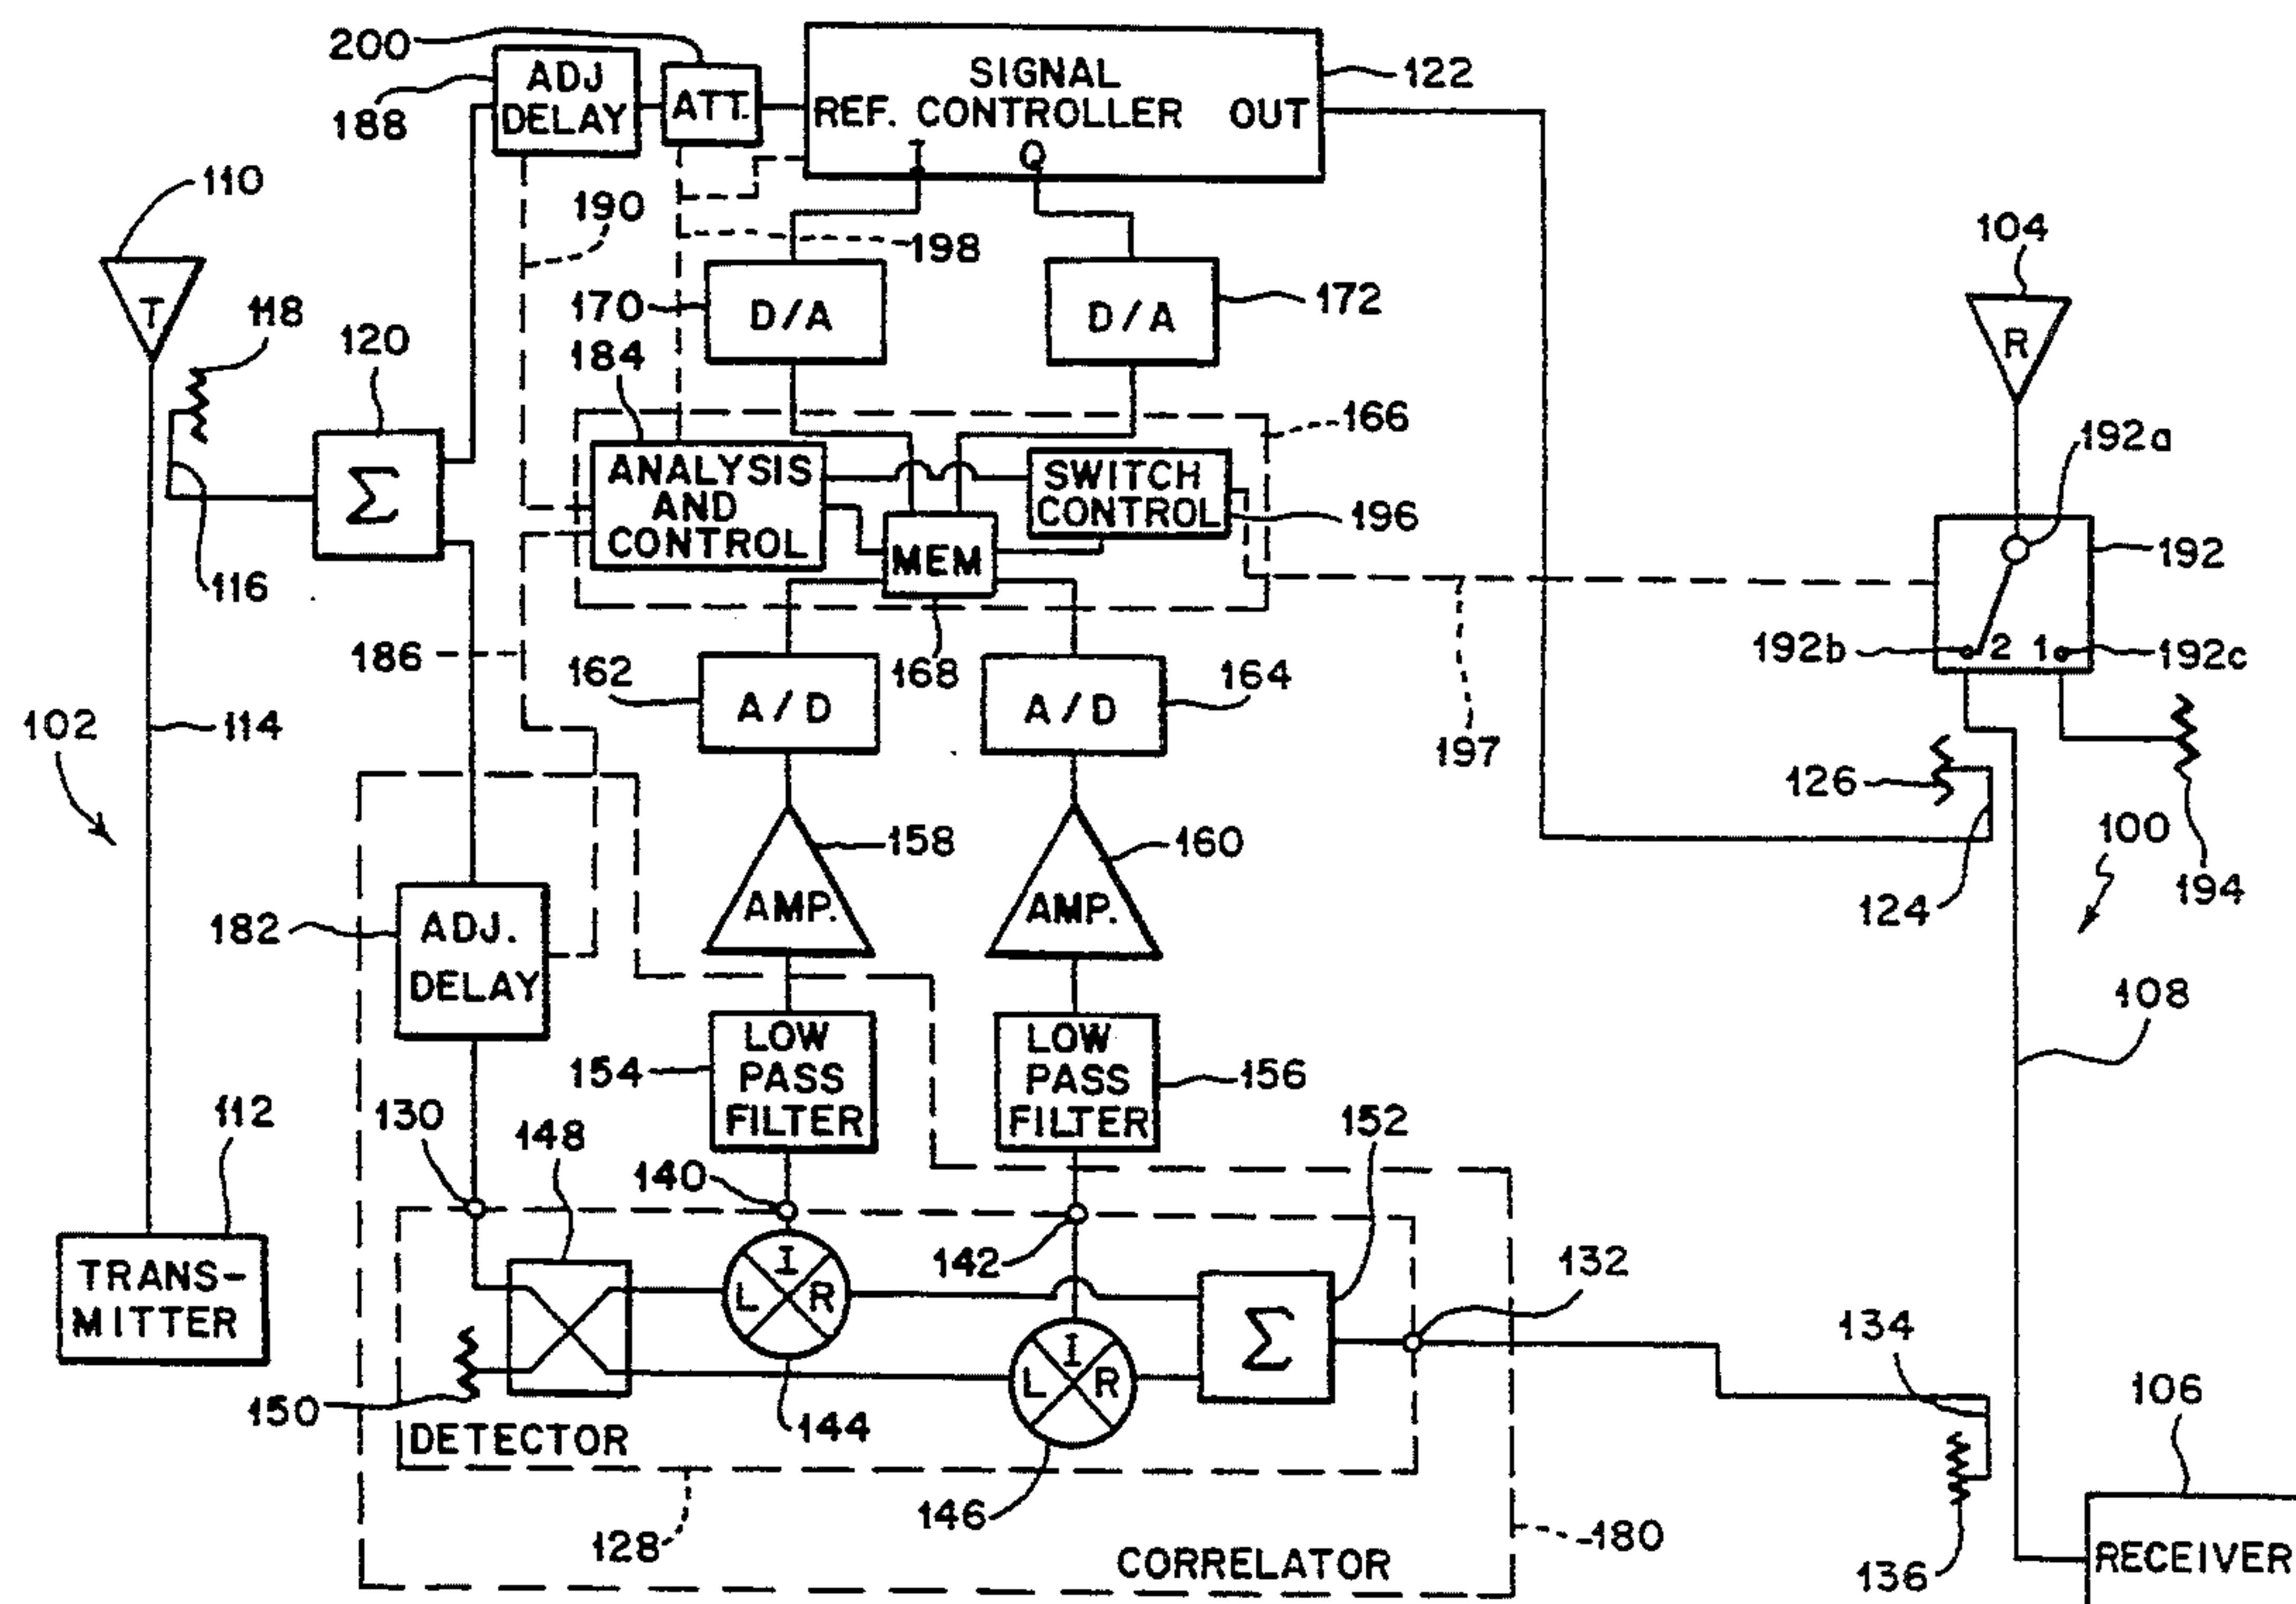 200
188
ADJ
DELAY
ATT.
SIGNAL
REF. CONTROLLER OUT
I Q
122
110
T
118
190
198
104
R
120
Σ
116
170
D/A
D/A
172
184
166
192a
ANALYSIS
AND
CONTROL
SWITCH
CONTROL
196
MEM
192
192b
2 1
192c
186
162
A/D
168
A/D
164
197
102
114
126
100
194
124
158
AMP.
160
AMP.
182
ADJ.
DELAY
108
154
LOW
PASS
FILTER
LOW
PASS
FILTER
156
112
TRANS-
MITTER
130
148
140
142
152
132
I
L R
I
L R
Σ
134
106
150
DETECTOR
144
146
128
CORRELATOR
180
136
RECEIVER